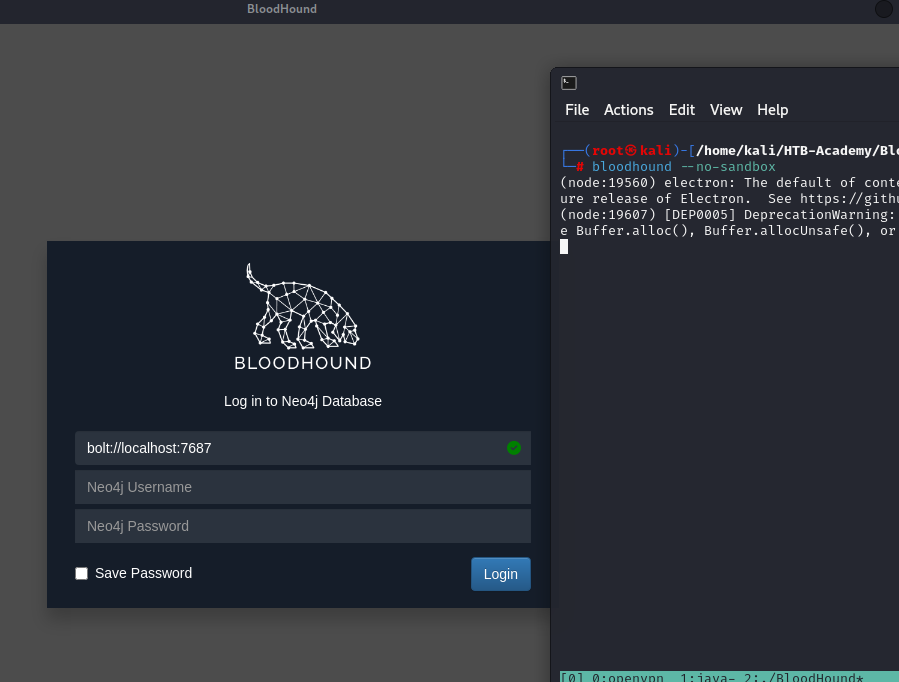 BloodHound
File Actions Edit View Help
┌──(root㉿kali)-[/home/kali/HTB-Academy/Blo
└─# bloodhound --no-sandbox
(node:19560) electron: The default of conte
ure release of Electron.  See https://githu
(node:19607) [DEP0005] DeprecationWarning:
e Buffer.alloc(), Buffer.allocUnsafe(), or
BLOODHOUND
Log in to Neo4j Database
bolt://localhost:7687
Neo4j Username
Neo4j Password
Save Password
Login
[0] 0:openvpn  1:java- 2:./BloodHound*